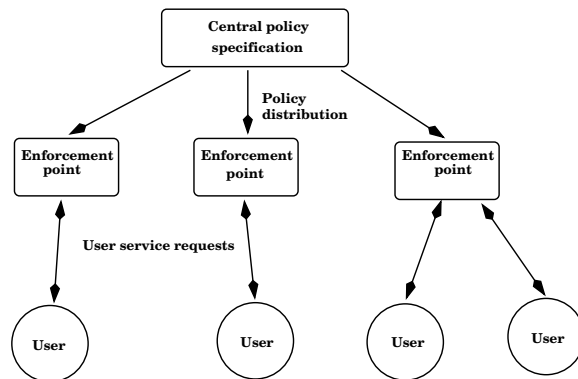 Central policy
specification
Policy
distribution
Enforcement
point
Enforcement
point
Enforcement
point
User service requests
User
User
User
User